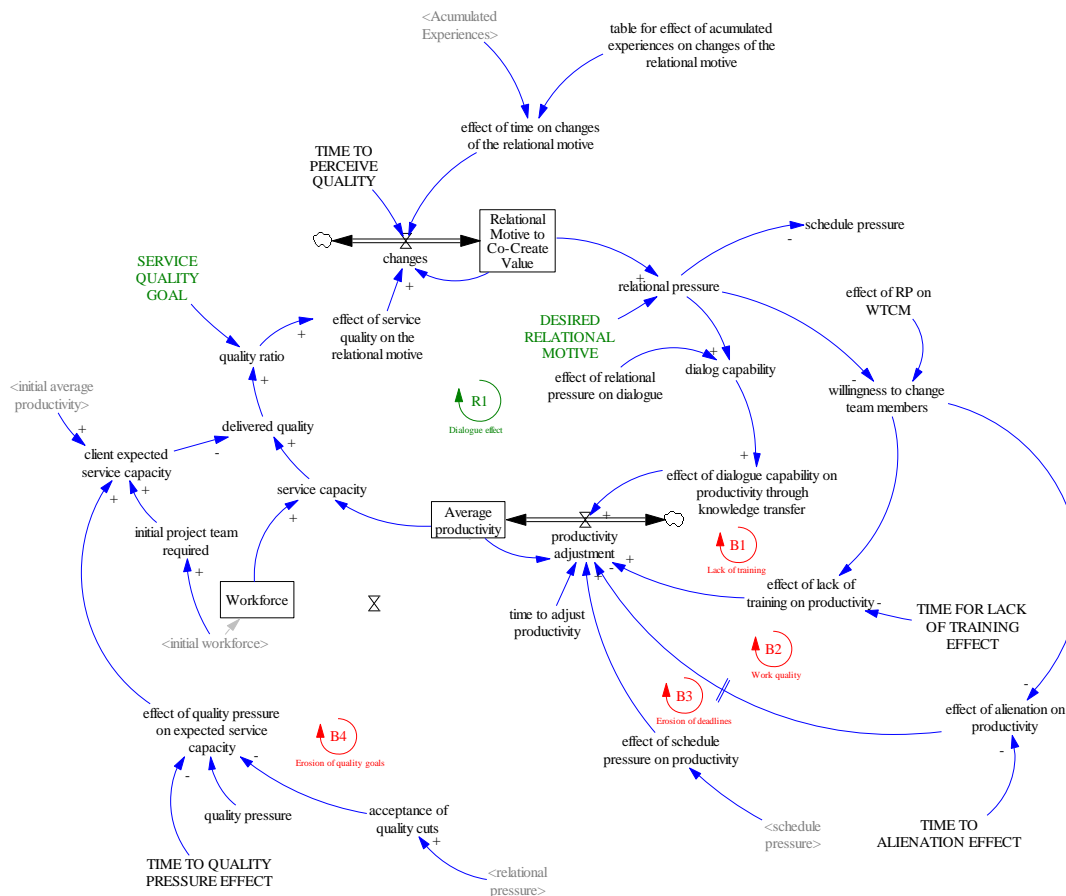 <Acumulated
Experiences>
table for effect of acumulated
experiences on changes of the
relational motive
effect of time on changes
of the relational motive
TIME TO
PERCEIVE
QUALITY
Relational
Motive to
Co-Create
Value
changes
+
schedule pressure
-
SERVICE
QUALITY
GOAL
+
relational pressure
effect of RP on
WTCM
effect of service
quality on the
relational motive
+
DESIRED
RELATIONAL
MOTIVE
quality ratio
+
+
dialog capability
effect of relational
pressure on dialogue
-
willingness to change
team members
<initial average
productivity>
R1
Dialogue effect
+
delivered quality
+
-
client expected
service capacity
+
+
service capacity
+
+
effect of dialogue capability on
productivity through
knowledge transfer
Average
productivity
+
productivity
adjustment
initial project team
required
+
B1
Lack of training
+
-
+
effect of lack of
training on productivity
-
Workforce
time to adjust
productivity
TIME FOR LACK
OF TRAINING
EFFECT
<initial workforce>
B2
Work quality
B3
Erosion of deadlines
-
effect of alienation on
productivity
-
effect of quality pressure
on expected service
capacity
-
-
B4
Erosion of quality goals
effect of schedule
pressure on productivity
quality pressure
acceptance of
quality cuts
+
<schedule
pressure>
TIME TO
ALIENATION EFFECT
TIME TO QUALITY
PRESSURE EFFECT
<relational
pressure>